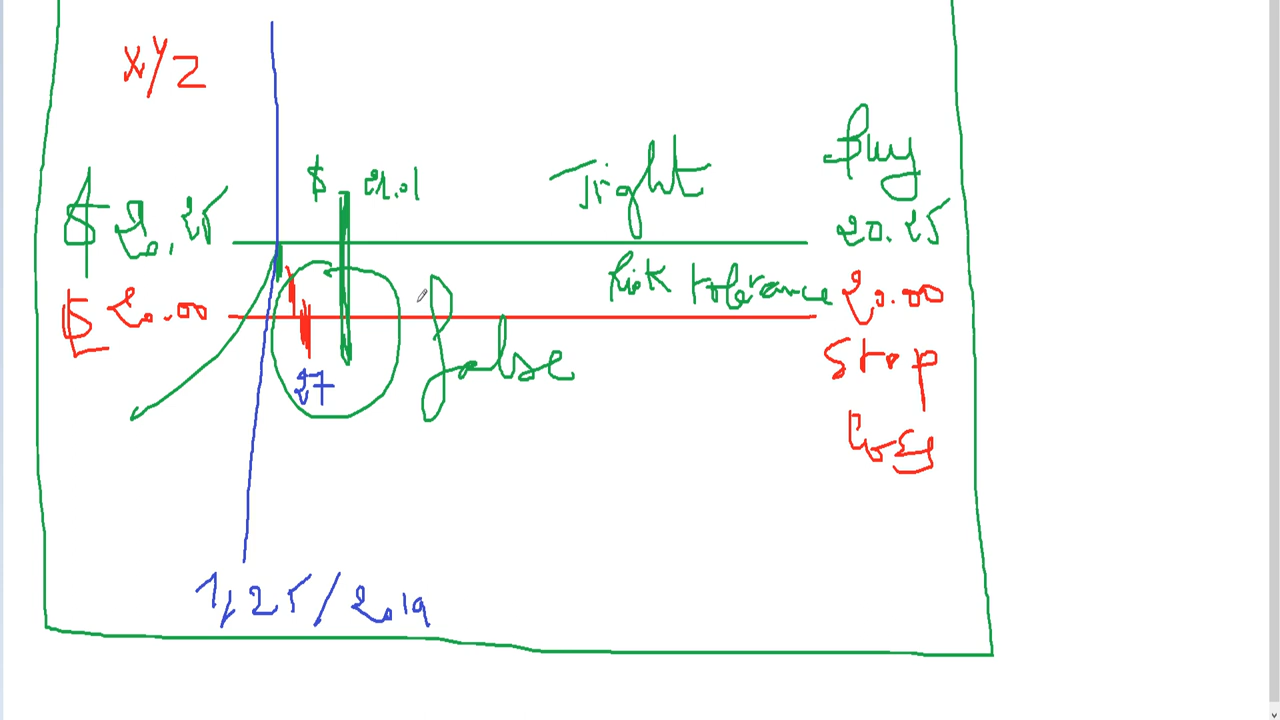 XYZ
$ 21.01
Tight
Buy
$ 20.25
20.25
Risk tolerance
20.00
$ 20.00
Stop
false
27
Loss
1/25/2019